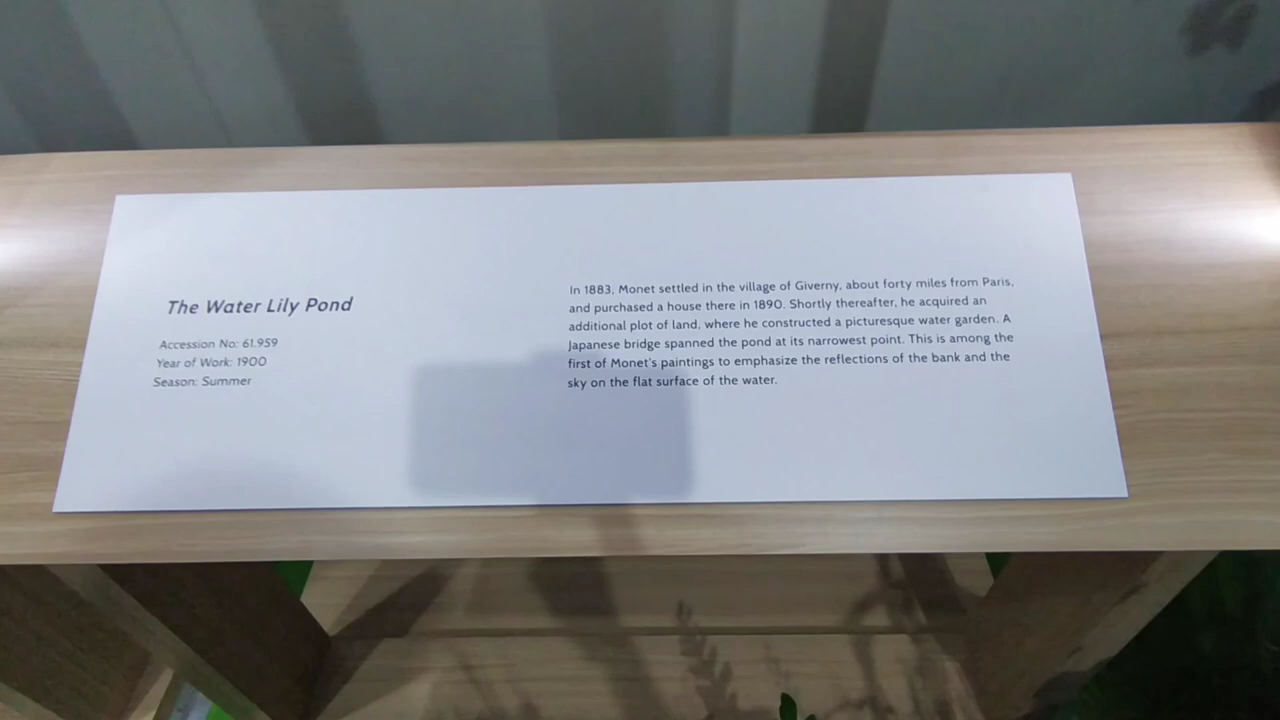 The Water Lily Pond
Accession No: 61.959
Year of Work: 1900
Season: Summer
In 1883, Monet settled in the village of Giverny, about forty miles from Paris,
and purchased a house there in 1890. Shortly thereafter, he acquired an
additional plot of land, where he constructed a picturesque water garden. A
Japanese bridge spanned the pond at its narrowest point. This is among the
first of Monet's paintings to emphasize the reflections of the bank and the
sky on the flat surface of the water.